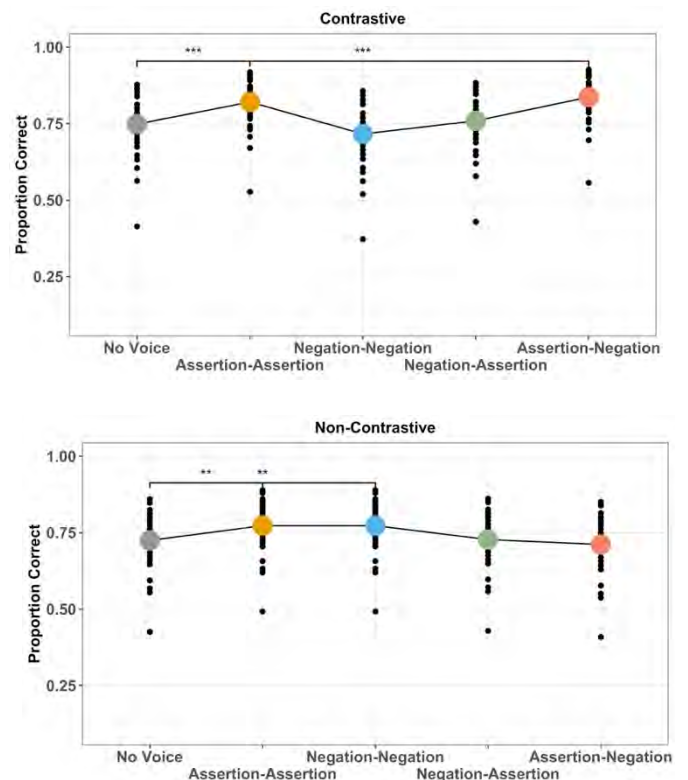 Contrastive
1.00
*** ***
0.75
0.50
0.25
Proportion Correct
No Voice Negation-Negation Assertion-Negation
Assertion-Assertion Negation-Assertion
Non-Contrastive
1.00
** **
0.75
0.50
0.25
Proportion Correct
No Voice Negation-Negation Assertion-Negation
Assertion-Assertion Negation-Assertion